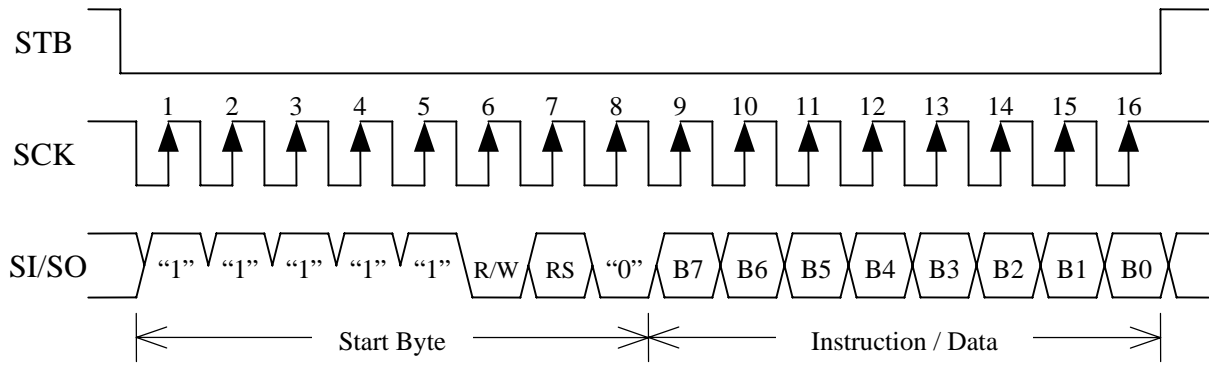 STB
1 2 3 4 5 6 7 8 9 10 11 12 13 14 15 16
SCK
SI/SO “1” “1” “1” “1” “1” R/W RS “0” B7 B6 B5 B4 B3 B2 B1 B0
Start Byte Instruction / Data